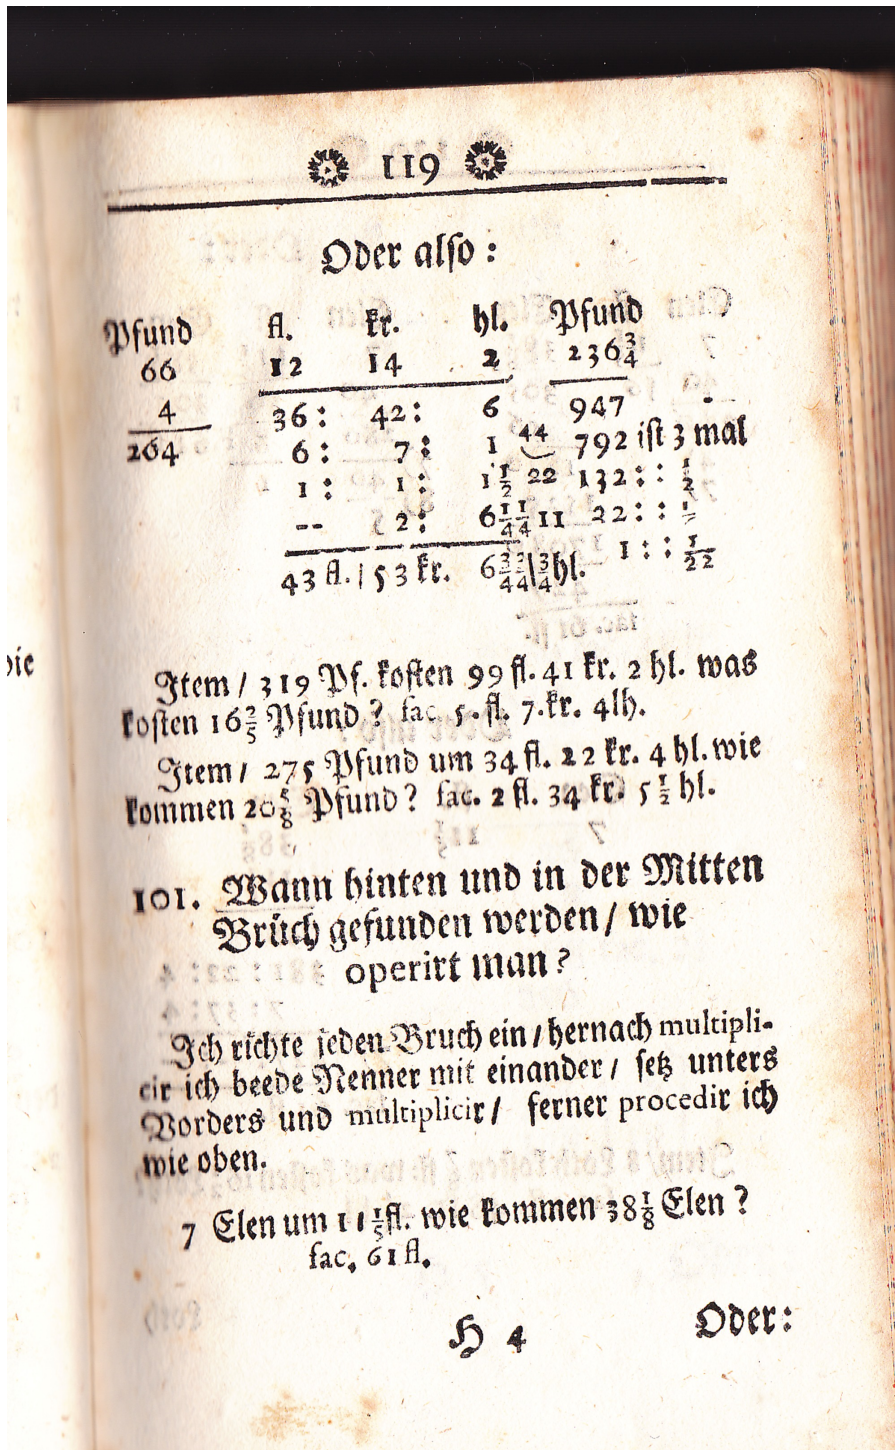 119
Oder also:
Pfund fl. kr. hl. Pfund
66 12 14 2 236¾
4 36: 42: 6 947
264 6: 7: 1 44 792 ist 3 mal
1: 1: 1½ 22 132:: ½
-- 2: 6 11/44 11 22::
43 fl. / 53 kr. 6 33/44 \ ¾ hl. 1:: 1/22
Item / 319 Pf. kosten 99 fl. 41 kr. 2 hl. was
kosten 16⅖ Pfund? fac. 5. fl. 7. kr. 4lh.
Item / 275 Pfund um 34 fl. 22 kr. 4 hl. wie
kommen 20⅝ Pfund? fac. 2 fl. 34 kr. 5½ hl.
101. Wann hinten und in der Mitten
Brüch gefunden werden / wie
operirt man?
Ich richte jeden Bruch ein / hernach multipli-
cir ich beede Nenner mit einander / setz unters
Vorders und multiplicir / ferner procedir ich
wie oben.
7 Elen um 11⅕ fl. wie kommen 38⅛ Elen?
fac. 61 fl.
H 4 Oder: